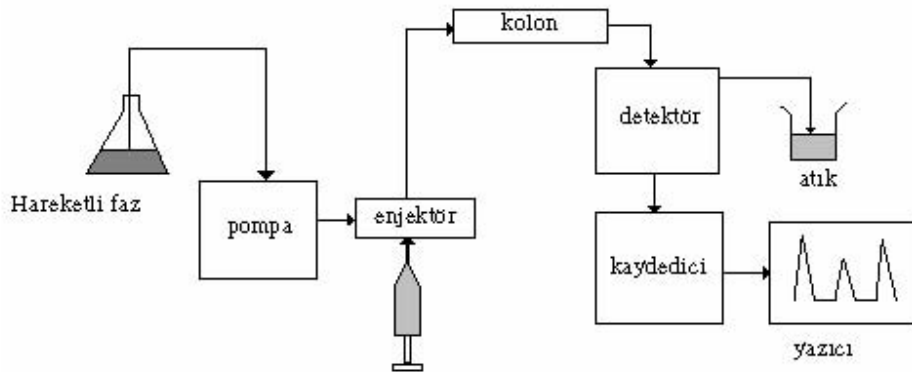 kolon
detektör
atık
Hareketli faz
pompa
enjektör
kaydedici
yazıcı